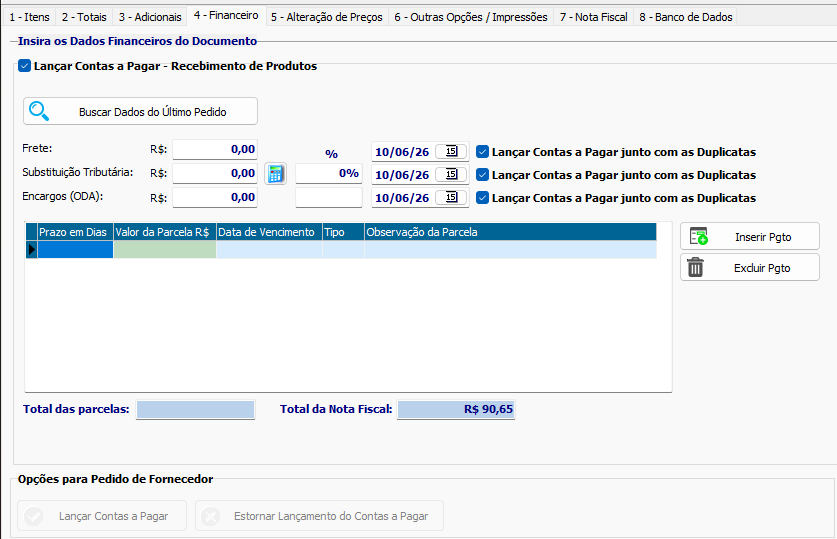 1 - Itens 2 - Totais 3 - Adicionais 4 - Financeiro 5 - Alteração de Preços 6 - Outras Opções / Impressões 7 - Nota Fiscal 8 - Banco de Dados
Insira os Dados Financeiros do Documento
Lançar Contas a Pagar - Recebimento de Produtos
Buscar Dados do Último Pedido
Frete: R$: 0,00 % 10/06/26 15 Lançar Contas a Pagar junto com as Duplicatas
Substituição Tributária: R$: 0,00 0% 10/06/26 15 Lançar Contas a Pagar junto com as Duplicatas
Encargos (ODA): R$: 0,00 10/06/26 15 Lançar Contas a Pagar junto com as Duplicatas
Prazo em Dias Valor da Parcela R$ Data de Vencimento Tipo Observação da Parcela
Inserir Pgto
Excluir Pgto
Total das parcelas: Total da Nota Fiscal: R$ 90,65
Opções para Pedido de Fornecedor
Lançar Contas a Pagar Estornar Lançamento do Contas a Pagar